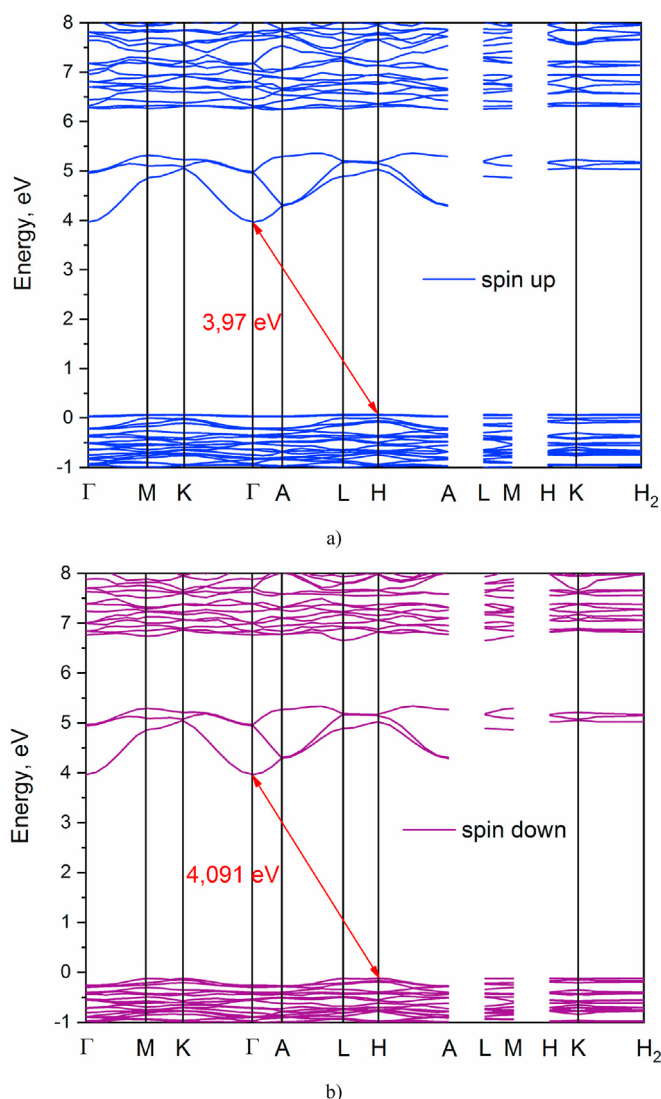 8
7
6
5
4
3
2
1
0
-1
Energy, eV
spin up
3,97 eV
Γ M K Γ A L H A L M H K H2
a)
8
7
6
5
4
3
2
1
0
-1
Energy, eV
spin down
4,091 eV
Γ M K Γ A L H A L M H K H2
b)